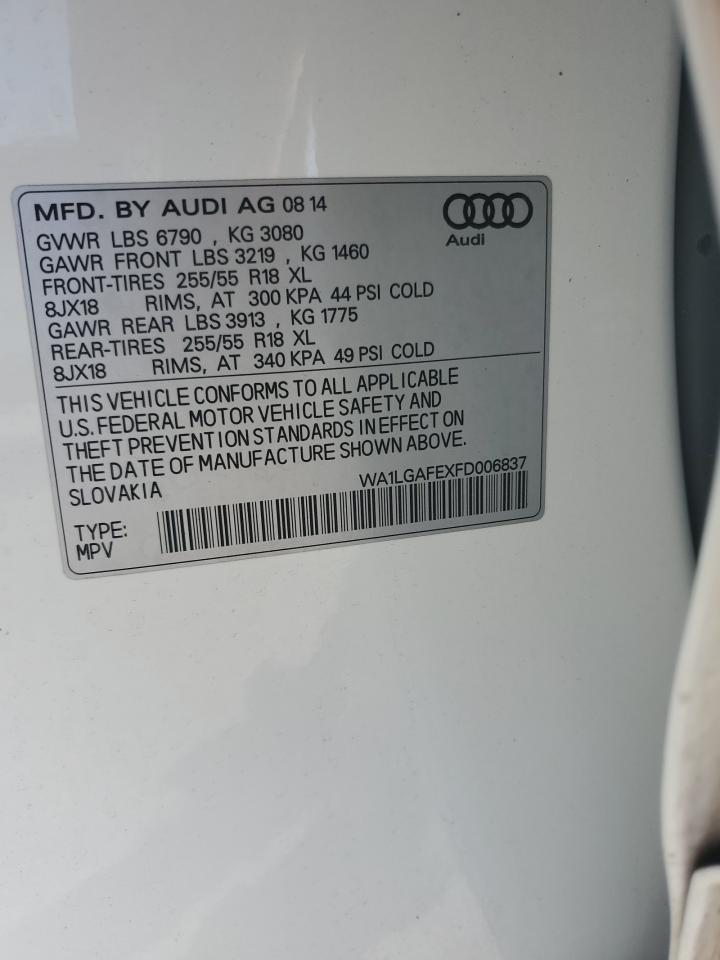 MFD. BY AUDI AG 08 14
Audi
GVWR LBS 6790 , KG 3080
GAWR FRONT LBS 3219 , KG 1460
FRONT-TIRES 255/55 R18 XL
8JX18 RIMS, AT 300 KPA 44 PSI COLD
GAWR REAR LBS 3913 , KG 1775
REAR-TIRES 255/55 R18 XL
8JX18 RIMS, AT 340 KPA 49 PSI COLD
THIS VEHICLE CONFORMS TO ALL APPLICABLE
U.S. FEDERAL MOTOR VEHICLE SAFETY AND
THEFT PREVENTION STANDARDS IN EFFECT ON
THE DATE OF MANUFACTURE SHOWN ABOVE.
SLOVAKIA WA1LGAFEXFD006837
TYPE:
MPV